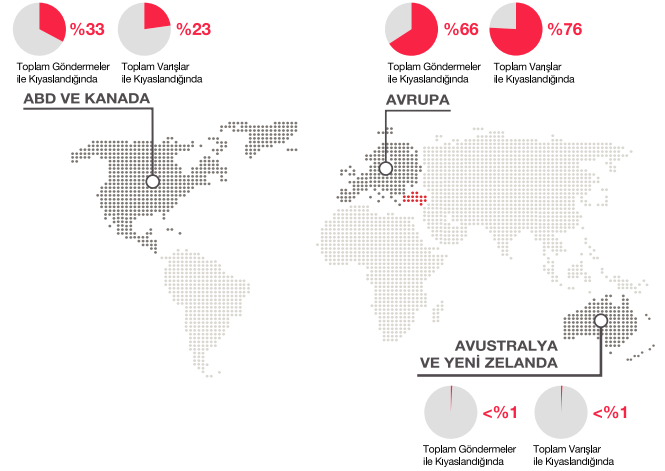 %33
%23
Toplam Göndermeler
ile Kıyaslandığında
Toplam Varışlar
ile Kıyaslandığında
ABD VE KANADA
%66
%76
Toplam Göndermeler
ile Kıyaslandığında
Toplam Varışlar
ile Kıyaslandığında
AVRUPA
AVUSTRALYA
VE YENİ ZELANDA
<%1
<%1
Toplam Göndermeler
ile Kıyaslandığında
Toplam Varışlar
ile Kıyaslandığında